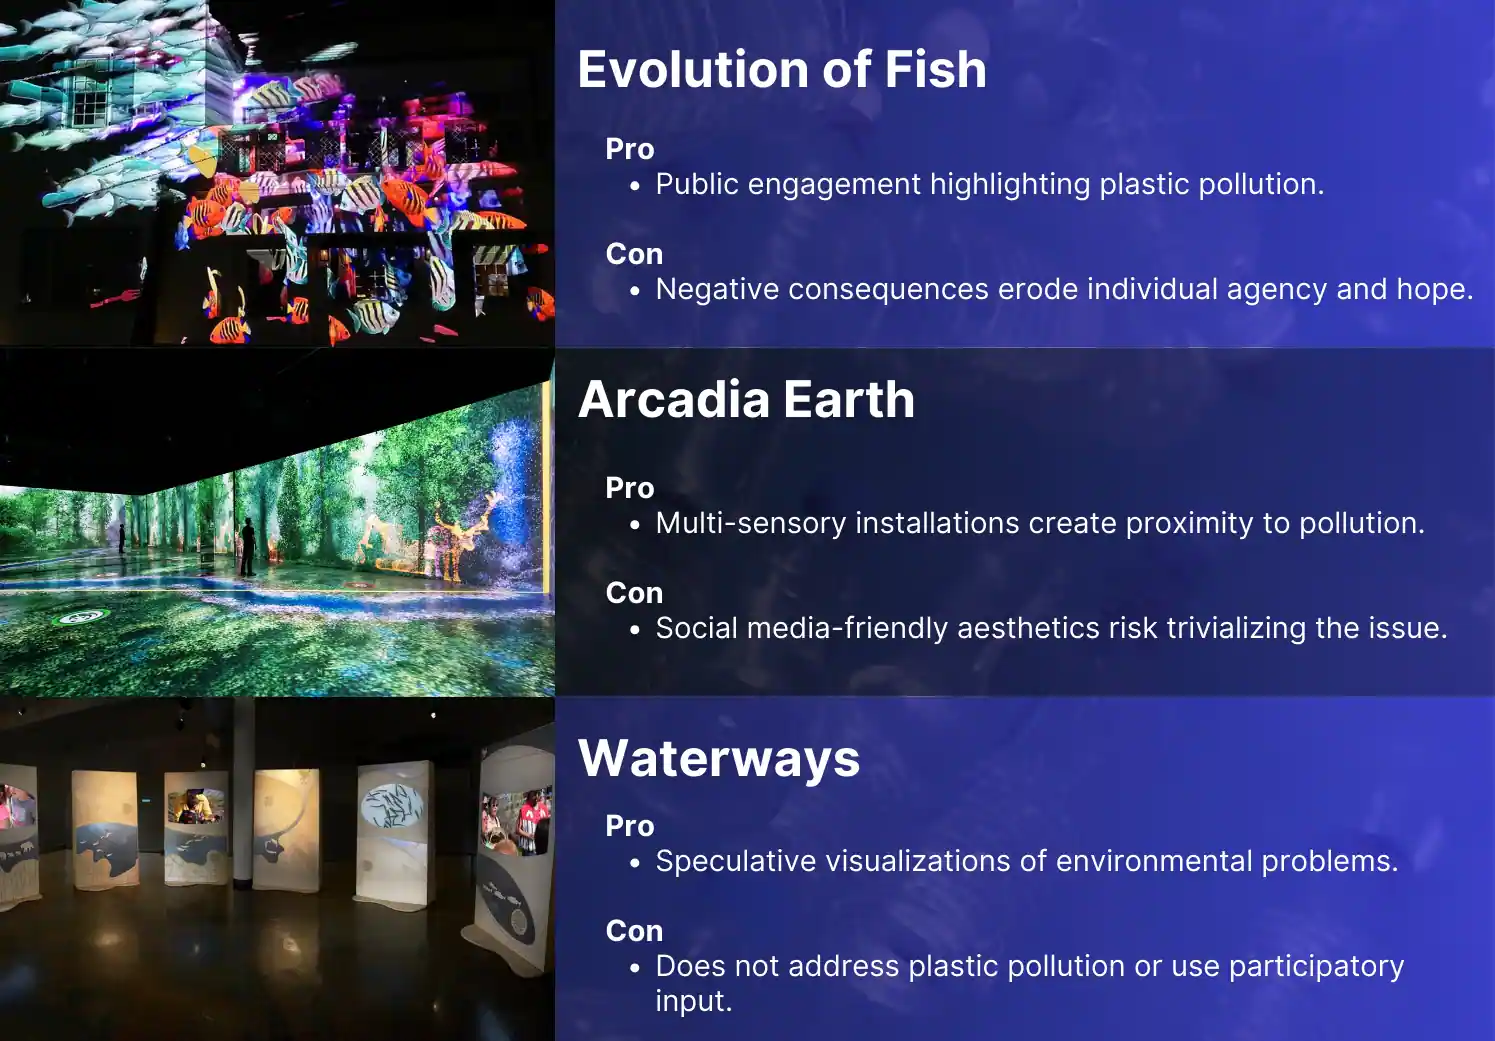 Evolution of Fish
Pro
• Public engagement highlighting plastic pollution.
Con
• Negative consequences erode individual agency and hope.
Arcadia Earth
Pro
• Multi-sensory installations create proximity to pollution.
Con
• Social media-friendly aesthetics risk trivializing the issue.
Waterways
Pro
• Speculative visualizations of environmental problems.
Con
• Does not address plastic pollution or use participatory
input.